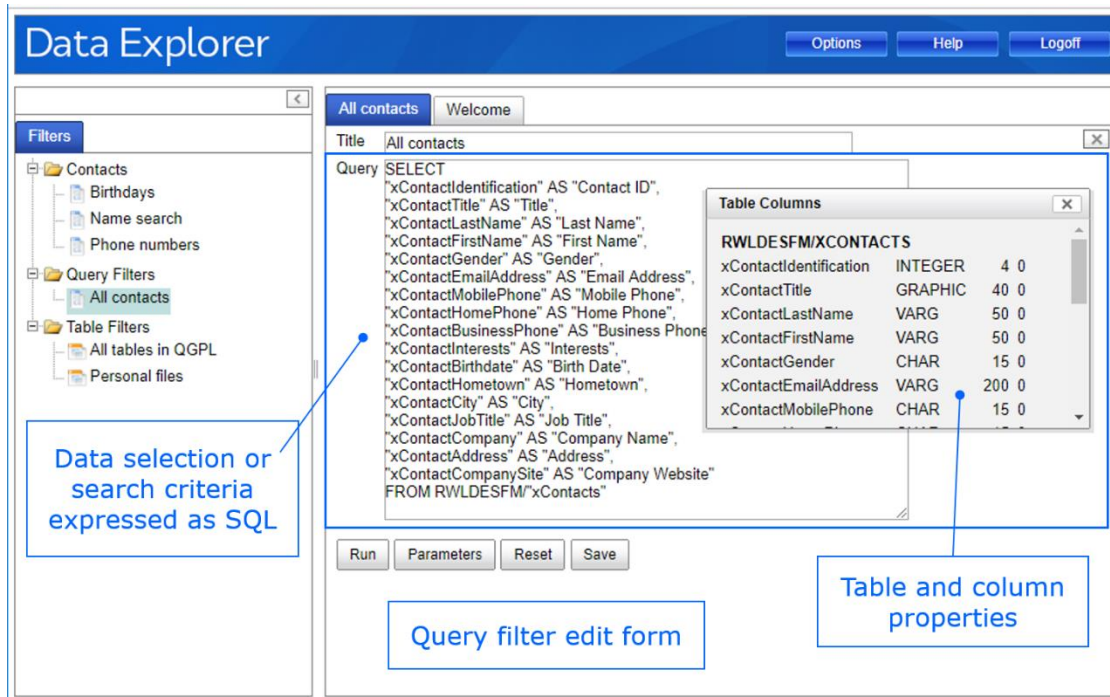 Data Explorer
Options
Help
Logoff
Filters
Contacts
Birthdays
Name search
Phone numbers
Query Filters
All contacts
Table Filters
All tables in QGPL
Personal files
Data selection or
search criteria
expressed as SQL
All contacts
Welcome
Title All contacts
Query SELECT
"xContactIdentification" AS "Contact ID",
"xContactTitle" AS "Title",
"xContactLastName" AS "Last Name",
"xContactFirstName" AS "First Name",
"xContactGender" AS "Gender",
"xContactEmailAddress" AS "Email Address",
"xContactMobilePhone" AS "Mobile Phone",
"xContactHomePhone" AS "Home Phone",
"xContactBusinessPhone" AS "Business Phone
"xContactInterests" AS "Interests",
"xContactBirthdate" AS "Birth Date",
"xContactHometown" AS "Hometown",
"xContactCity" AS "City",
"xContactJobTitle" AS "Job Title",
"xContactCompany" AS "Company Name",
"xContactAddress" AS "Address",
"xContactCompanySite" AS "Company Website"
FROM RWLDESFM/"xContacts"
Table Columns
RWLDESFM/XCONTACTS
xContactIdentification INTEGER 4 0
xContactTitle GRAPHIC 40 0
xContactLastName VARG 50 0
xContactFirstName VARG 50 0
xContactGender CHAR 15 0
xContactEmailAddress VARG 200 0
xContactMobilePhone CHAR 15 0
Run
Parameters
Reset
Save
Query filter edit form
Table and column
properties